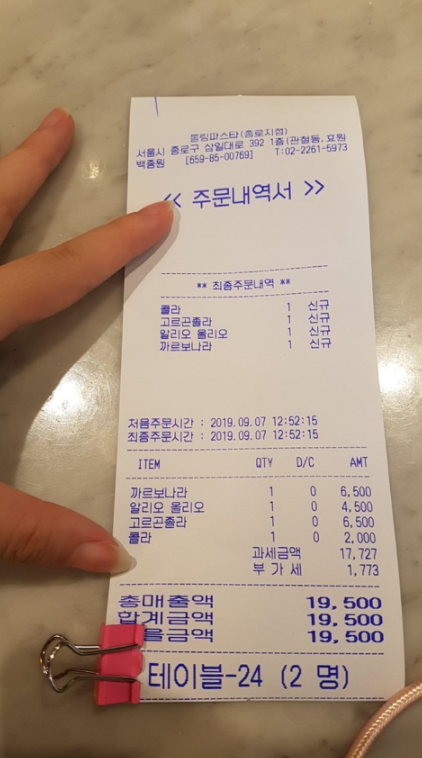 롤링파스타(종로지점)
서울시 종로구 삼일대로 392 1층(관철동,효원
백종원 [659-85-00769] T:02-2261-5973
<< 주문내역서 >>
** 최종주문내역 **
콜라 1 신규
고르곤졸라 1 신규
알리오 올리오 1 신규
까르보나라 1 신규
처음주문시간 : 2019.09.07 12:52:15
최종주문시간 : 2019.09.07 12:52:15
ITEM QTY D/C AMT
까르보나라 1 0 6,500
알리오 올리오 1 0 4,500
고르곤졸라 1 0 6,500
콜라 1 0 2,000
과세금액 17,727
부 가 세 1,773
총매출액 19,500
합계금액 19,500
을금액 19,500
테이블-24 (2 명)